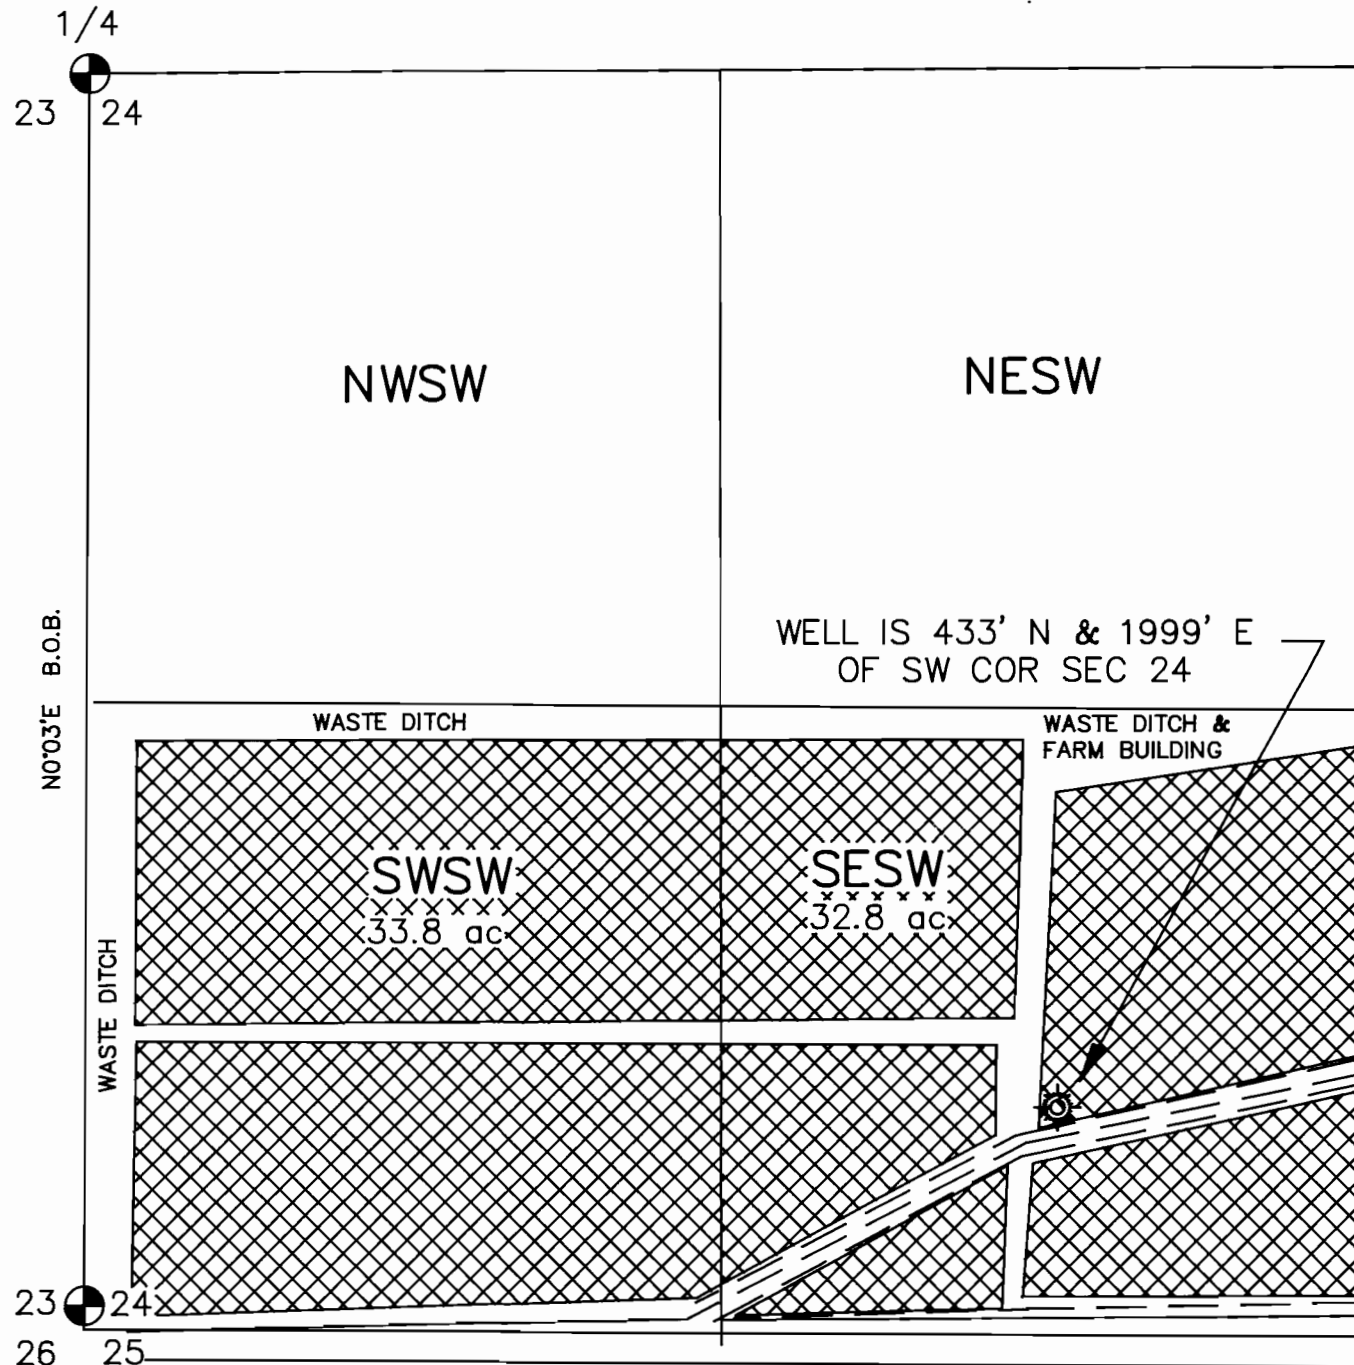 1/4
23 24
NWSW
NESW
N0°03'E B.O.B.
WELL IS 433' N & 1999' E
OF SW COR SEC 24
WASTE DITCH
WASTE DITCH &
FARM BUILDING
SWSW
33.8 ac
SESW
32.8 ac
WASTE DITCH
23 24
26 25